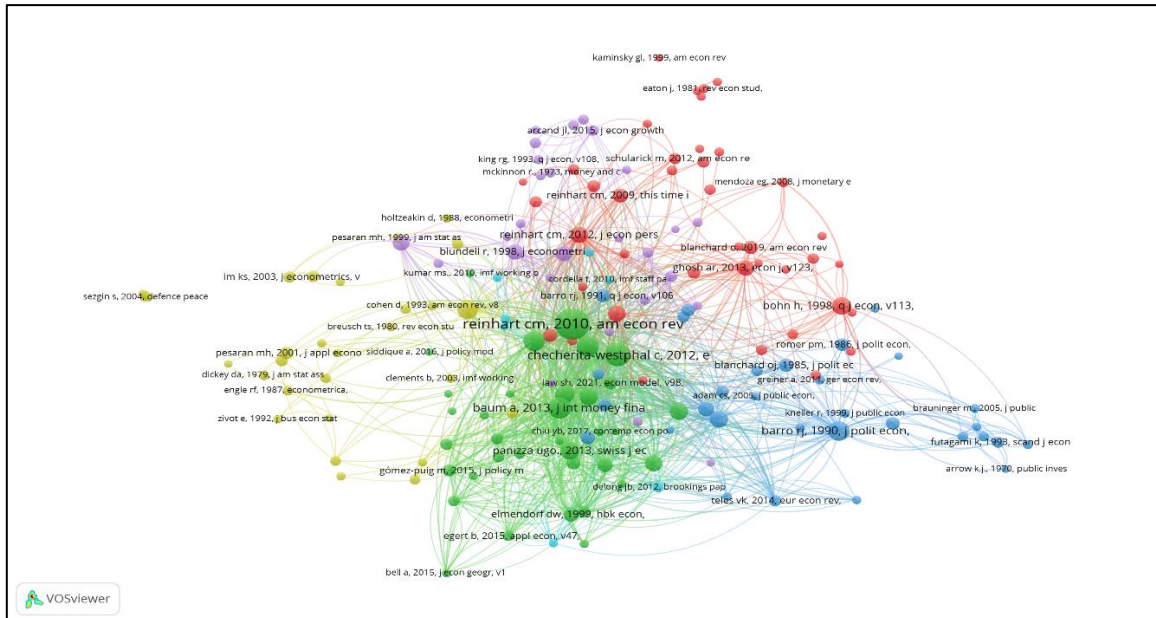 kaminsky gl, 1999, am econ rev
eaton j, 1981, rev econ stud,
arcand jl, 2015, j econ growth
king rg, 1993, q j econ, v108,
schularick m, 2012, am econ re
mckinnon r., 1973, money and c
mendoza eg, 2008, j monetary e
reinhart cm, 2009, this time i
holtzeakin d, 1988, econometri
pesaran mh, 1999, j am stat as
reinhart cm, 2012, j econ pers
blundell r, 1998, j econometri
blanchard o, 2019, am econ rev
ghosh ar, 2013, econ j, v123,
im ks, 2003, j econometrics, v
kumar ms., 2010, imf working p
cordella t, 2010, imf staff pa
sezgin s, 2004, defence peace
barro rj, 1991, q j econ, v106
cohen d, 1993, am econ rev, v8
bohn h, 1998, q j econ, v113,
reinhart cm, 2010, am econ rev
breusch ts, 1980, rev econ stu
romer pm, 1986, j polit econ,
pesaran mh, 2001, j appl econo
siddique a, 2016, j policy mod
checherita-westphal c, 2012, e
blanchard oj, 1985, j polit ec
dickey da, 1979, j am stat ass
clements b, 2003, imf working
law sh, 2021, econ model, v98,
greiner a, 2011, ger econ rev,
engle rf, 1987, econometrica,
adam cs, 2005, j public econ,
baum a, 2013, j int money fina
kneller r, 1999, j public econ
brauninger m., 2005, j public
zivot e, 1992, j bus econ stat
chiu yb, 2017, contemp econ po
barro rj, 1990, j polit econ,
futagami k, 1993, scand j econ
panizza ugo., 2013, swiss j ec
gómez-puig m, 2015, j policy m
arrow k.j., 1970, public inves
delong jb, 2012, brookings pap
teles vk, 2014, eur econ rev,
elmendorf dw, 1999, hbk econ,
egert b, 2015, appl econ, v47,
bell a, 2015, j econ geogr, v1
VOSviewer